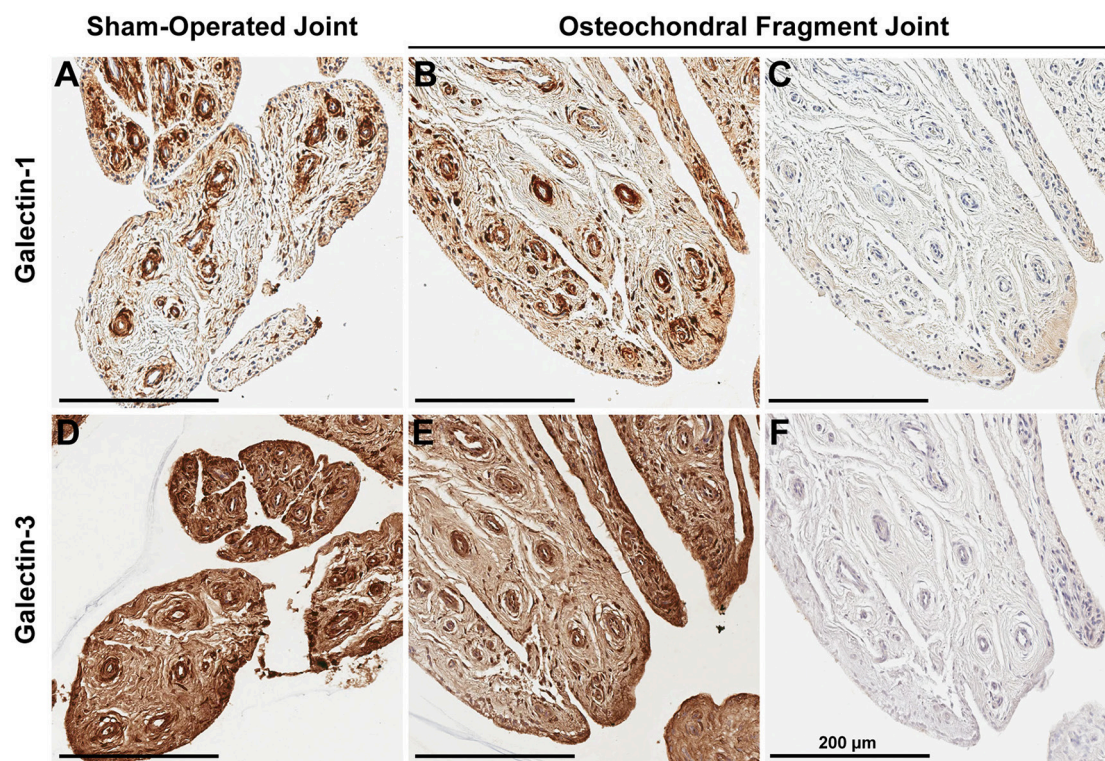 Sham-Operated Joint
Osteochondral Fragment Joint
Galectin-1
A
B
C
Galectin-3
D
E
F
200 µm